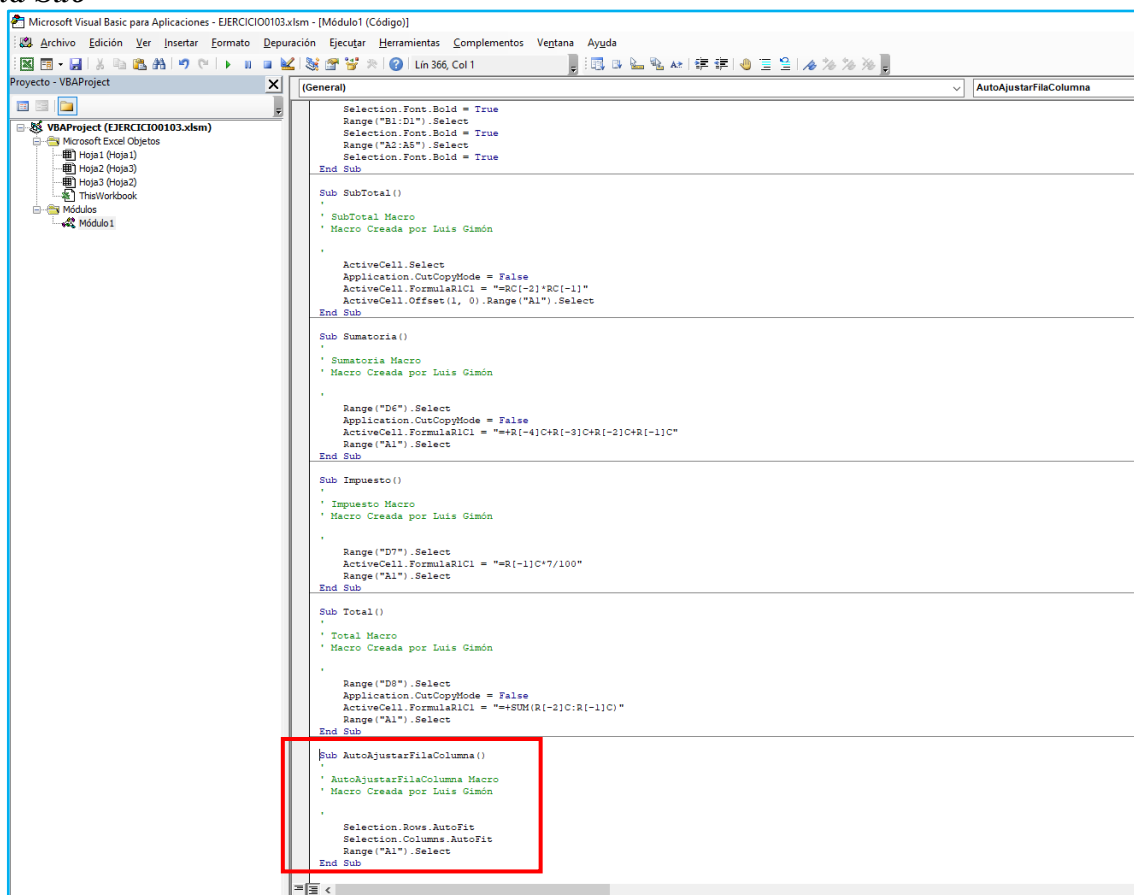 Microsoft Visual Basic para Aplicaciones - EJERCICIO0103.xlsm - [Módulo1 (Código)]
Archivo Edición Ver Insertar Formato Depuración Ejecutar Herramientas Complementos Ventana Ayuda
Lín 366, Col 1
Proyecto - VBAProject
(General)
AutoAjustarFilaColumna
VBAProject (EJERCICIO0103.xlsm)
Microsoft Excel Objetos
Hoja1 (Hoja1)
Hoja2 (Hoja3)
Hoja3 (Hoja2)
ThisWorkbook
Módulos
Módulo1
Selection.Font.Bold = True
Range("B1:D1").Select
Selection.Font.Bold = True
Range("A2:A5").Select
Selection.Font.Bold = True
End Sub
Sub SubTotal()
'
' SubTotal Macro
' Macro Creada por Luis Gimón
'
ActiveCell.Select
Application.CutCopyMode = False
ActiveCell.FormulaR1C1 = "=RC[-2]*RC[-1]"
ActiveCell.Offset(1, 0).Range("A1").Select
End Sub
Sub Sumatoria()
'
' Sumatoria Macro
' Macro Creada por Luis Gimón
'
Range("D6").Select
Application.CutCopyMode = False
ActiveCell.FormulaR1C1 = "=+R[-4]C+R[-3]C+R[-2]C+R[-1]C"
Range("A1").Select
End Sub
Sub Impuesto()
'
' Impuesto Macro
' Macro Creada por Luis Gimón
'
Range("D7").Select
ActiveCell.FormulaR1C1 = "=R[-1]C*7/100"
Range("A1").Select
End Sub
Sub Total()
'
' Total Macro
' Macro Creada por Luis Gimón
'
Range("D8").Select
Application.CutCopyMode = False
ActiveCell.FormulaR1C1 = "=+SUM(R[-2]C:R[-1]C)"
Range("A1").Select
End Sub
Sub AutoAjustarFilaColumna()
'
' AutoAjustarFilaColumna Macro
' Macro Creada por Luis Gimón
'
Selection.Rows.AutoFit
Selection.Columns.AutoFit
Range("A1").Select
End Sub